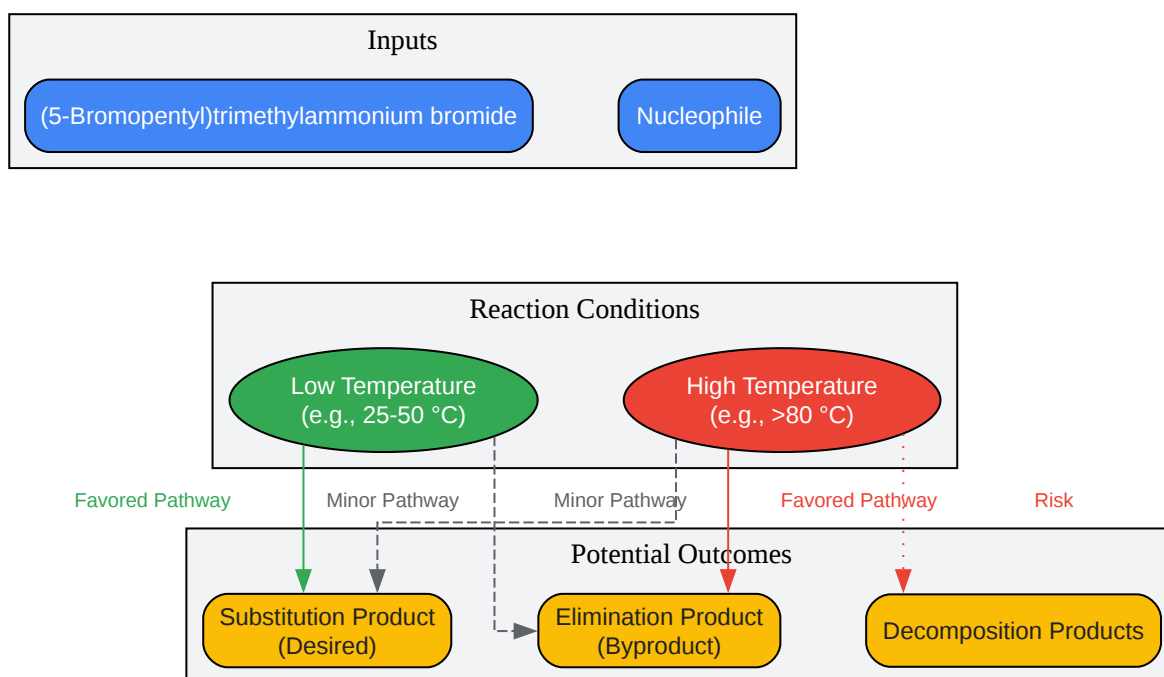 Inputs
(5-Bromopentyl)trimethylammonium bromide
Nucleophile
Reaction Conditions
Low Temperature
(e.g., 25-50 °C)
High Temperature
(e.g., >80 °C)
Favored Pathway
Minor Pathway
Minor Pathway
Favored Pathway
Risk
Potential Outcomes
Substitution Product
(Desired)
Elimination Product
(Byproduct)
Decomposition Products